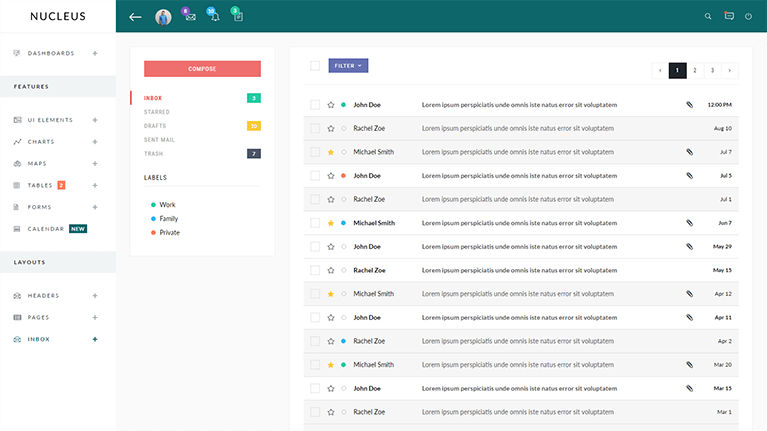 NUCLEUS
8
10
3
DASHBOARDS +
FEATURES
UI ELEMENTS +
CHARTS +
MAPS +
TABLES 2 +
FORMS +
CALENDAR NEW
LAYOUTS
HEADERS +
PAGES +
INBOX +
COMPOSE
INBOX 3
STARRED
DRAFTS 10
SENT MAIL
TRASH 7
LABELS
Work
Family
Private
FILTER
‹ 1 2 3 ›
John Doe Lorem ipsum perspiciatis unde omnis iste natus error sit voluptatem 12:00 PM
Rachel Zoe Lorem ipsum perspiciatis unde omnis iste natus error sit voluptatem Aug 10
Michael Smith Lorem ipsum perspiciatis unde omnis iste natus error sit voluptatem Jul 7
John Doe Lorem ipsum perspiciatis unde omnis iste natus error sit voluptatem Jul 5
Rachel Zoe Lorem ipsum perspiciatis unde omnis iste natus error sit voluptatem Jul 1
Michael Smith Lorem ipsum perspiciatis unde omnis iste natus error sit voluptatem Jun 7
John Doe Lorem ipsum perspiciatis unde omnis iste natus error sit voluptatem May 29
Rachel Zoe Lorem ipsum perspiciatis unde omnis iste natus error sit voluptatem May 15
Michael Smith Lorem ipsum perspiciatis unde omnis iste natus error sit voluptatem Apr 12
John Doe Lorem ipsum perspiciatis unde omnis iste natus error sit voluptatem Apr 11
Rachel Zoe Lorem ipsum perspiciatis unde omnis iste natus error sit voluptatem Apr 2
Michael Smith Lorem ipsum perspiciatis unde omnis iste natus error sit voluptatem Mar 20
John Doe Lorem ipsum perspiciatis unde omnis iste natus error sit voluptatem Mar 15
Rachel Zoe Lorem ipsum perspiciatis unde omnis iste natus error sit voluptatem Mar 1